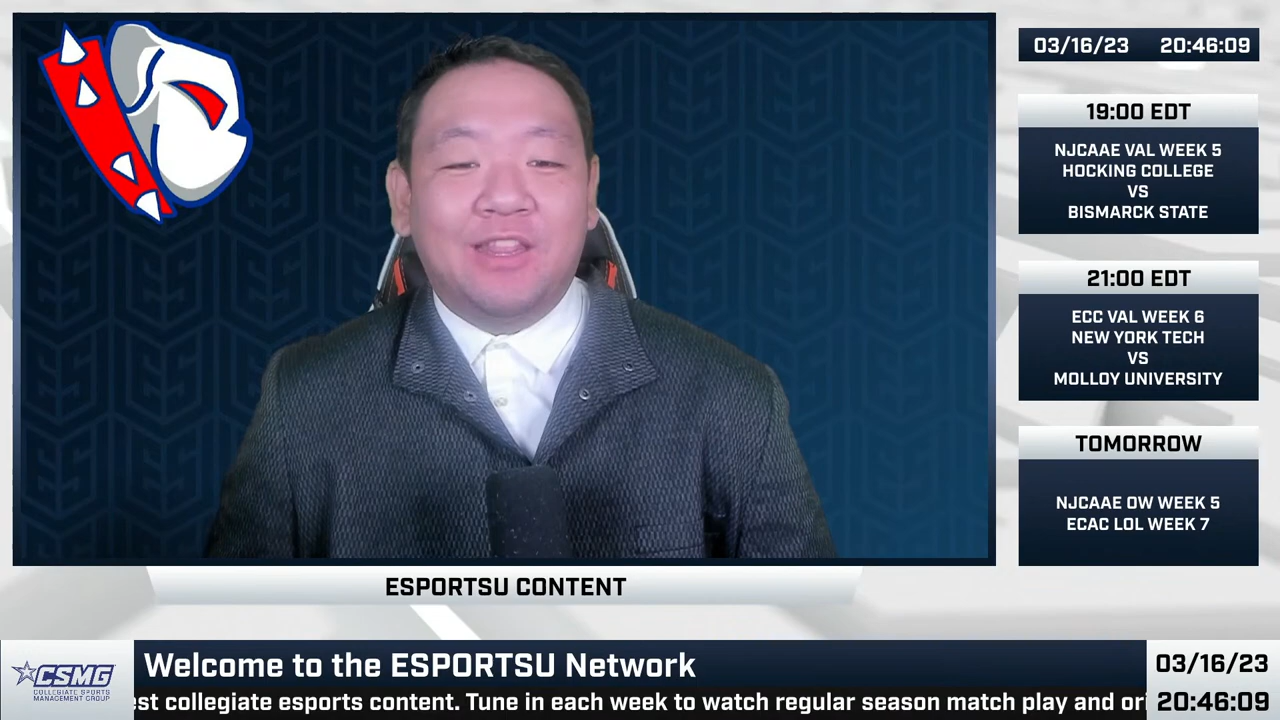 03/16/23 20:46:09
19:00 EDT
NJCAAE VAL WEEK 5
HOCKING COLLEGE
VS
BISMARCK STATE
21:00 EDT
ECC VAL WEEK 6
NEW YORK TECH
VS
MOLLOY UNIVERSITY
TOMORROW
NJCAAE OW WEEK 5
ECAC LOL WEEK 7
ESPORTSU CONTENT
CSMG
COLLEGIATE SPORTS
MANAGEMENT GROUP
Welcome to the ESPORTSU Network
est collegiate esports content. Tune in each week to watch regular season match play and ori
03/16/23
20:46:09